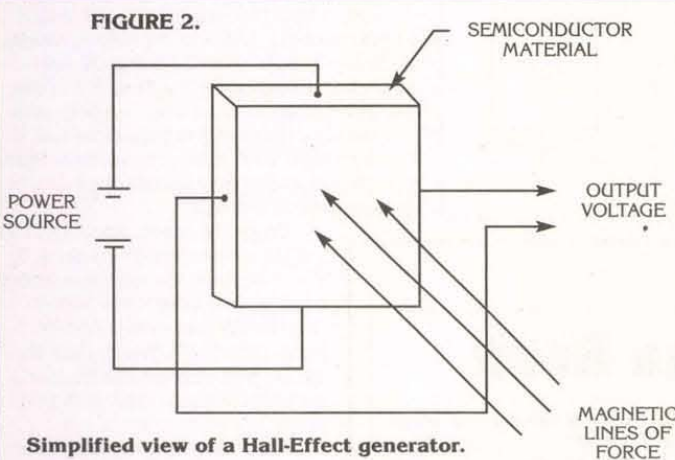 FIGURE 2.
SEMICONDUCTOR
MATERIAL
POWER
SOURCE
OUTPUT
VOLTAGE
MAGNETIC
LINES OF
FORCE
Simplified view of a Hall-Effect generator.